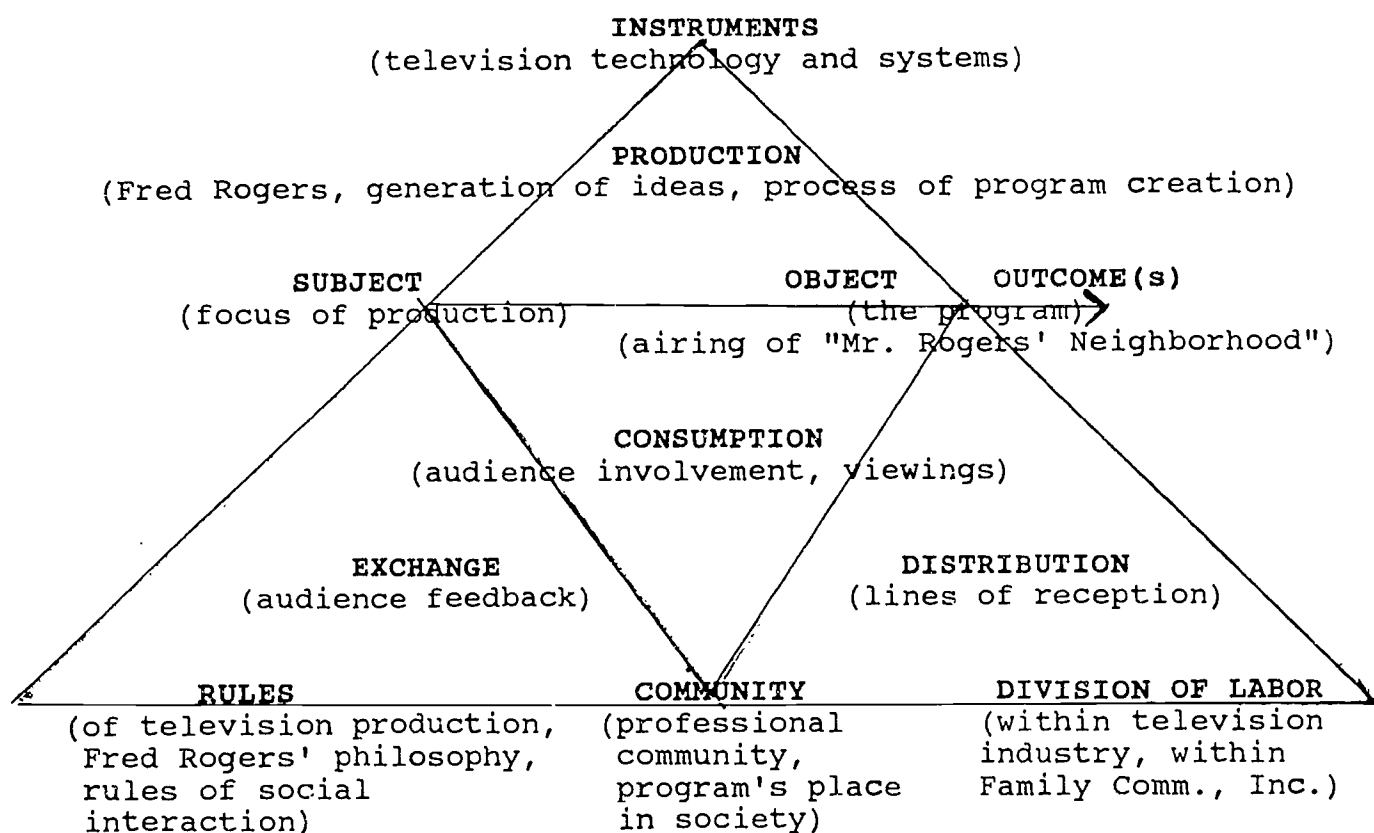 INSTRUMENTS
(television technology and systems)
PRODUCTION
(Fred Rogers, generation of ideas, process of program creation)
SUBJECT
(focus of production)
OBJECT
(the program)
OUTCOME(s)
(airing of "Mr. Rogers' Neighborhood")
CONSUMPTION
(audience involvement, viewings)
EXCHANGE
(audience feedback)
DISTRIBUTION
(lines of reception)
RULES
(of television production,
Fred Rogers' philosophy,
rules of social
interaction)
COMMUNITY
(professional
community,
program's place
in society)
DIVISION OF LABOR
(within television
industry, within
Family Comm., Inc.)